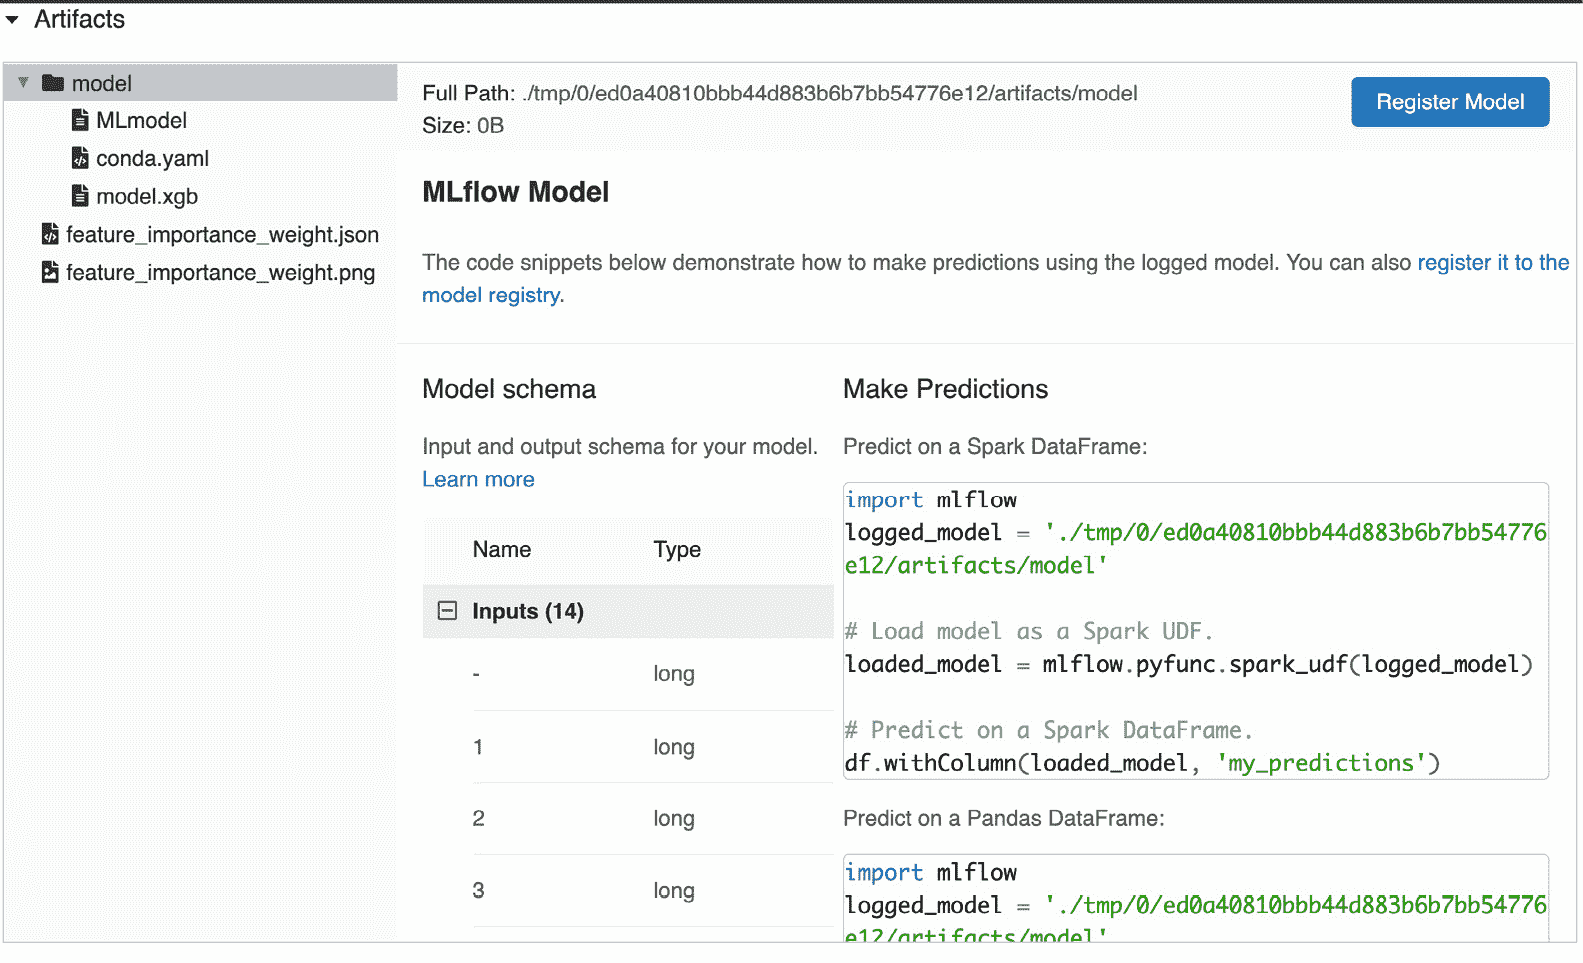 Artifacts
model
MLmodel
conda.yaml
model.xgb
feature_importance_weight.json
feature_importance_weight.png
Full Path: ./tmp/0/ed0a40810bbb44d883b6b7bb54776e12/artifacts/model
Size: 0B
Register Model
MLflow Model
The code snippets below demonstrate how to make predictions using the logged model. You can also register it to the
model registry.
Model schema
Input and output schema for your model.
Learn more
Name Type
Inputs (14)
- long
1 long
2 long
3 long
Make Predictions
Predict on a Spark DataFrame:
import mlflow
logged_model = './tmp/0/ed0a40810bbb44d883b6b7bb54776
e12/artifacts/model'
# Load model as a Spark UDF.
loaded_model = mlflow.pyfunc.spark_udf(logged_model)
# Predict on a Spark DataFrame.
df.withColumn(loaded_model, 'my_predictions')
Predict on a Pandas DataFrame:
import mlflow
logged_model = './tmp/0/ed0a40810bbb44d883b6b7bb54776
e12/artifacts/model'